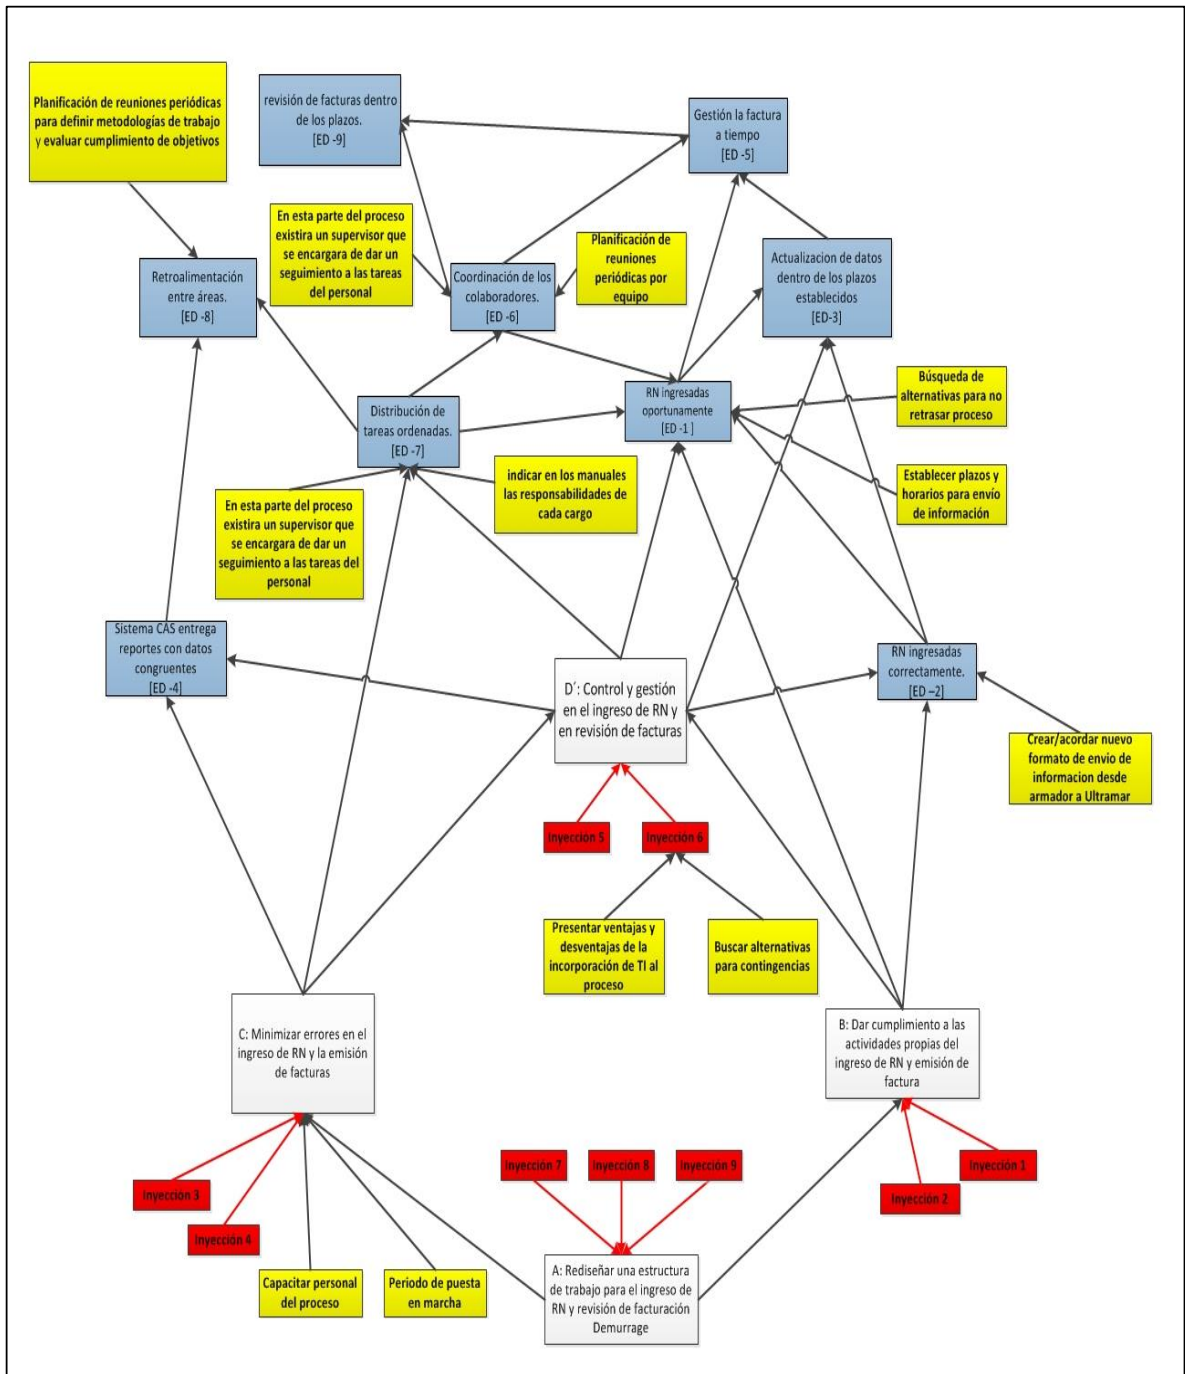 Planificación de reuniones periódicas
para definir metodologías de trabajo
y evaluar cumplimiento de objetivos
revisión de facturas dentro
de los plazos.
[ED -9]
Gestión la factura
a tiempo
[ED -5]
En esta parte del proceso
existira un supervisor que
se encargara de dar un
seguimiento a las tareas
del personal
Planificación de
reuniones
periódicas por
equipo
Retroalimentación
entre áreas.
[ED -8]
Coordinación de los
colaboradores.
[ED -6]
Actualizacion de datos
dentro de los plazos
establecidos
[ED-3]
Búsqueda de
alternativas para no
retrasar proceso
Distribución de
tareas ordenadas.
[ED -7]
RN ingresadas
oportunamente
[ED -1 ]
Establecer plazos y
horarios para envío
de información
En esta parte del proceso
existira un supervisor que
se encargara de dar un
seguimiento a las tareas del
personal
indicar en los manuales
las responsabilidades de
cada cargo
Sistema CAS entrega
reportes con datos
congruentes
[ED -4]
D´: Control y gestión
en el ingreso de RN y
en revisión de facturas
RN ingresadas
correctamente.
[ED –2]
Crear/acordar nuevo
formato de envio de
informacion desde
armador a Ultramar
Inyección 5
Inyección 6
Presentar ventajas y
desventajas de la
incorporación de TI al
proceso
Buscar alternativas
para contingencias
C: Minimizar errores en el
ingreso de RN y la emisión
de facturas
B: Dar cumplimiento a las
actividades propias del
ingreso de RN y emisión de
factura
Inyección 3
Inyección 4
Inyección 7
Inyección 8
Inyección 9
Inyección 1
Inyección 2
Capacitar personal
del proceso
Periodo de puesta
en marcha
A: Rediseñar una estructura
de trabajo para el ingreso de
RN y revisión de facturación
Demurrage